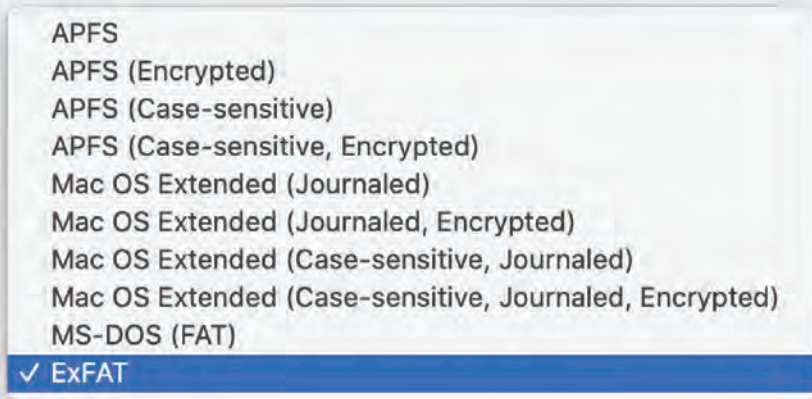 APFS
APFS (Encrypted)
APFS (Case-sensitive)
APFS (Case-sensitive, Encrypted)
Mac OS Extended (Journaled)
Mac OS Extended (Journaled, Encrypted)
Mac OS Extended (Case-sensitive, Journaled)
Mac OS Extended (Case-sensitive, Journaled, Encrypted)
MS-DOS (FAT)
✓ ExFAT